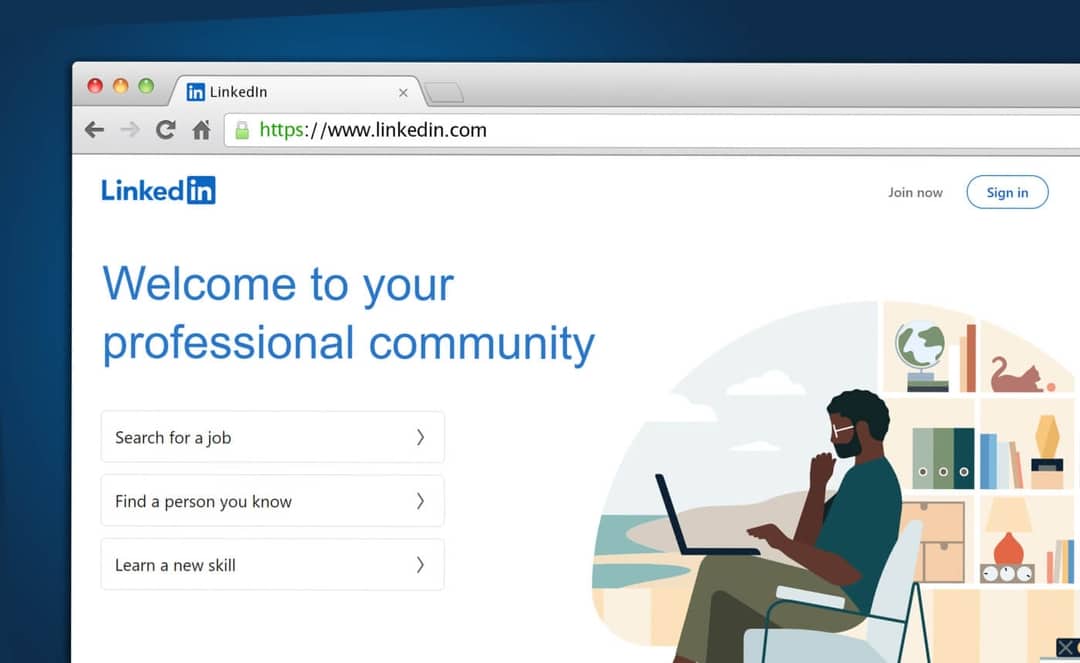 in LinkedIn
https://www.linkedin.com
Linkedin
Join now
Sign in
Welcome to your
professional community
Search for a job
Find a person you know
Learn a new skill